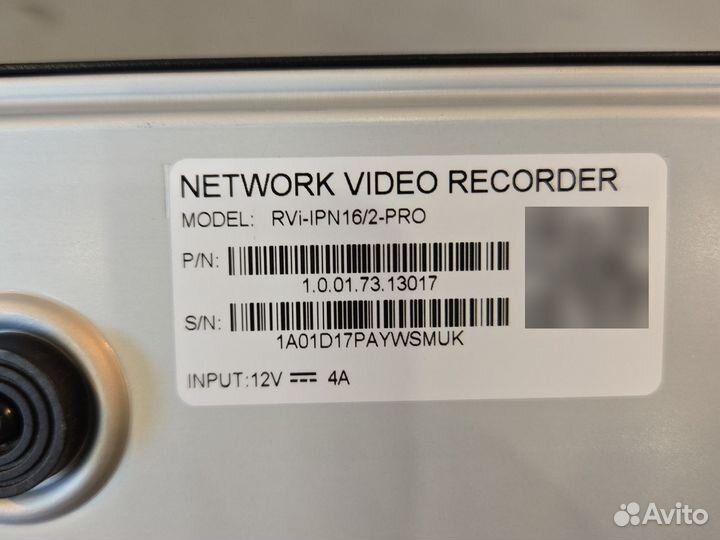 NETWORK VIDEO RECORDER
MODEL: RVi-IPN16/2-PRO
P/N:
1.0.01.73.13017
S/N:
1A01D17PAYWSMUK
INPUT:12V ⎓ 4A
Avito